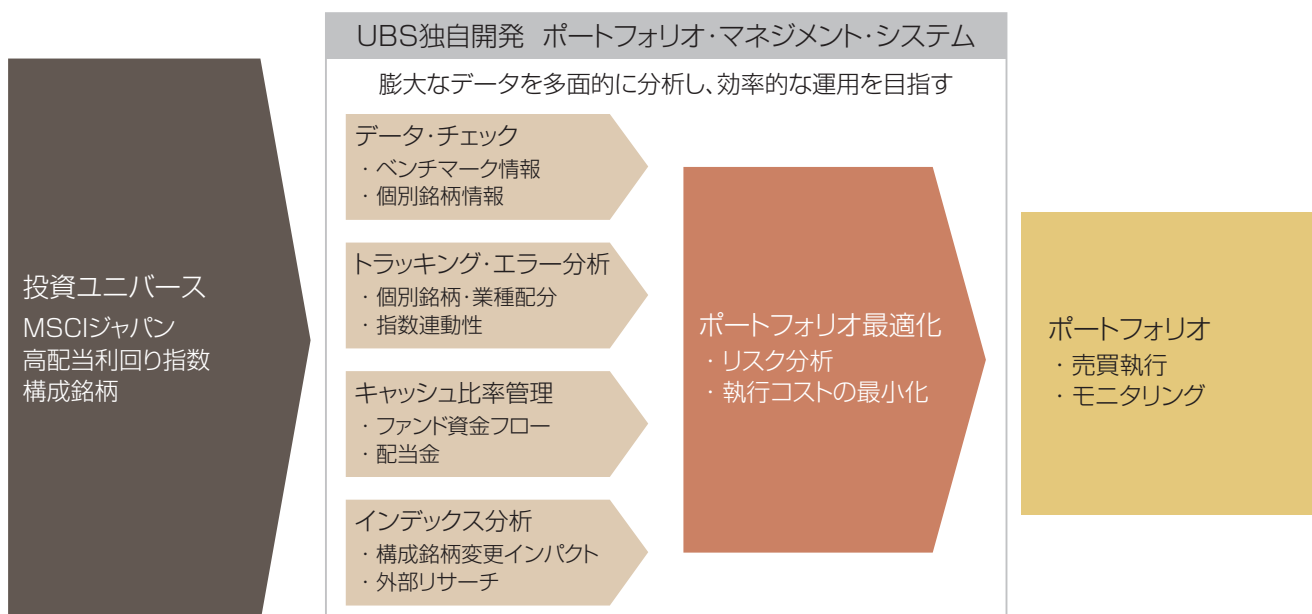 UBS独自開発 ポートフォリオ・マネジメント・システム
膨大なデータを多面的に分析し、効率的な運用を目指す
投資ユニバース
MSCIジャパン
高配当利回り指数
構成銘柄
データ・チェック
・ベンチマーク情報
・個別銘柄情報
トラッキング・エラー分析
・個別銘柄・業種配分
・指数連動性
キャッシュ比率管理
・ファンド資金フロー
・配当金
インデックス分析
・構成銘柄変更インパクト
・外部リサーチ
ポートフォリオ最適化
・リスク分析
・執行コストの最小化
ポートフォリオ
・売買執行
・モニタリング